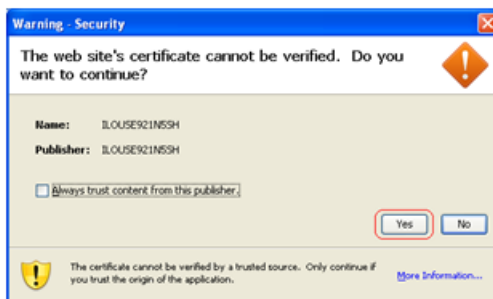 Warning - Security
The web site's certificate cannot be verified. Do you
want to continue?
Name: ILOUSE921N5SH
Publisher: ILOUSE921N5SH
Always trust content from this publisher.
Yes No
The certificate cannot be verified by a trusted source. Only continue if
you trust the origin of the application.
More Information...